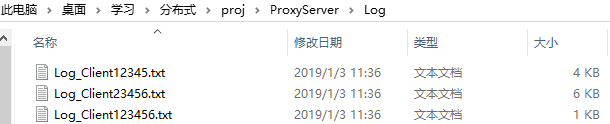 此电脑 > 桌面 > 学习 > 分布式 > proj > ProxyServer > Log
名称 修改日期 类型 大小
Log_Client12345.txt 2019/1/3 11:36 文本文档 4 KB
Log_Client23456.txt 2019/1/3 11:36 文本文档 6 KB
Log_Client123456.txt 2019/1/3 11:36 文本文档 1 KB